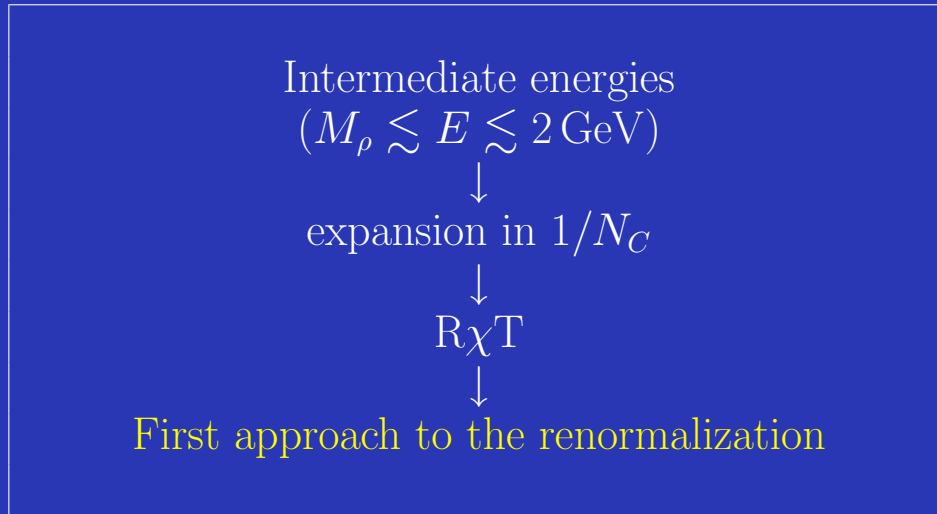 Intermediate energies
(M_ρ ≲ E ≲ 2 GeV)
↓
expansion in 1/N_C
↓
RχT
↓
First approach to the renormalization